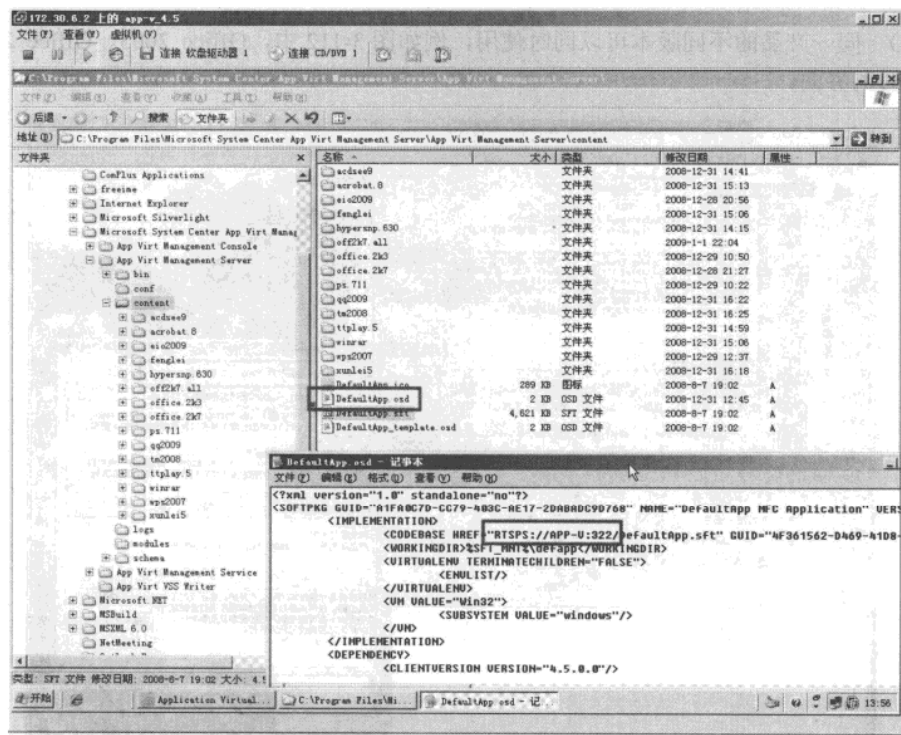 172.30.6.2 上的 app-v_4.5
文件(F) 查看(V) 虚拟机(V)
连接 软盘驱动器 1 连接 CD/DVD 1
C:\Program Files\Microsoft System Center App Virt Management Server\App Virt Management Server\
文件(F) 编辑(E) 查看(V) 收藏(A) 工具(T) 帮助(H)
后退 搜索 文件夹
地址(D) C:\Program Files\Microsoft System Center App Virt Management Server\App Virt Management Server\content 转到
文件夹
ComPlus Applications
freeime
Internet Explorer
Microsoft Silverlight
Microsoft System Center App Virt Manag
App Virt Management Console
App Virt Management Server
bin
conf
content
acdsee9
acrobat.8
eio2009
fenglei
hypersnp.630
off2k7.all
office.2k3
office.2k7
ps.711
qq2009
tm2008
ttplay.5
winrar
wps2007
xunlei5
logs
modules
schema
App Virt Management Service
App Virt VSS Writer
Microsoft.NET
MSBuild
MSXML 6.0
NetMeeting
名称 大小 类型 修改日期 属性
acdsee9 文件夹 2008-12-31 14:41
acrobat.8 文件夹 2008-12-31 15:13
eio2009 文件夹 2008-12-28 20:56
fenglei 文件夹 2008-12-31 15:06
hypersnp.630 文件夹 2008-12-31 14:15
off2k7.all 文件夹 2009-1-1 22:04
office.2k3 文件夹 2008-12-29 10:50
office.2k7 文件夹 2008-12-28 21:27
ps.711 文件夹 2008-12-29 10:22
qq2009 文件夹 2008-12-31 16:22
tm2008 文件夹 2008-12-31 16:25
ttplay.5 文件夹 2008-12-31 14:59
winrar 文件夹 2008-12-31 15:06
wps2007 文件夹 2008-12-29 12:37
xunlei5 文件夹 2008-12-31 16:18
DefaultApp.ico 289 KB 图标 2008-8-7 19:02 A
DefaultApp.osd 2 KB OSD 文件 2008-12-31 12:45 A
DefaultApp.sft 4,621 KB SFT 文件 2008-8-7 19:02 A
DefaultApp_template.osd 2 KB OSD 文件 2008-8-7 19:02 A
DefaultApp.osd - 记事本
文件(F) 编辑(E) 格式(O) 查看(V) 帮助(H)
<?xml version="1.0" standalone="no"?>
<SOFTPKG GUID="A1FA0C7D-CC79-403C-AE17-2DABADC9D768" NAME="DefaultApp MFC Application" VERS
<IMPLEMENTATION>
<CODEBASE HREF="RTSPS://APP-V:322/DefaultApp.sft" GUID="4F361562-D469-41D8-
<WORKINGDIR>%SFT_MNT%\defapp</WORKINGDIR>
<VIRTUALENV TERMINATECHILDREN="FALSE">
<ENVLIST/>
</VIRTUALENV>
<VM VALUE="Win32">
<SUBSYSTEM VALUE="windows"/>
</VM>
</IMPLEMENTATION>
<DEPENDENCY>
<CLIENTVERSION VERSION="4.5.0.0"/>
类型: SFT 文件 修改日期: 2008-8-7 19:02 大小: 4.5
开始 Application Virtual... C:\Program Files\Mi... DefaultApp.osd - 记... 13:56